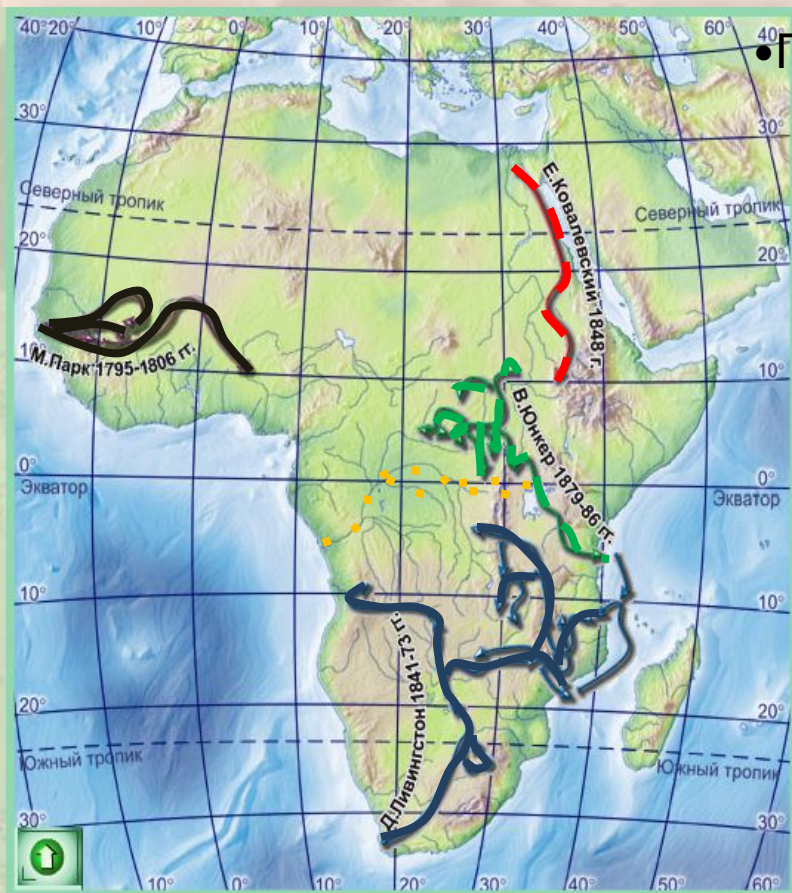 40° 20° 10° 0° 10° 20° 30° 40° 50° 60° 40°
•П
30° 30°
Северный тропик Северный тропик
20° 20°
Е.Ковалевский 1848 г.
10° 10°
М.Парк 1795-1806 гг.
В.Юнкер 1879-86 гг.
0° 0°
Экватор Экватор
10° 10°
Д.Ливингстон 1841-73 гг.
20° 20°
Южный тропик Южный тропик
30° 30°
10° 0° 10° 20° 30° 40° 50°